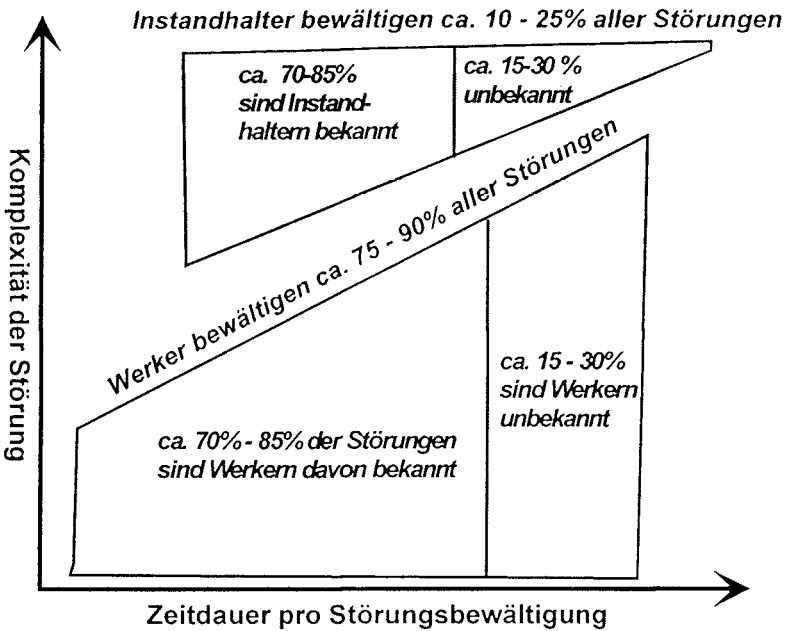 Instandhalter bewältigen ca. 10 - 25% aller Störungen
ca. 70-85%
sind Instand-
haltern bekannt
ca. 15-30 %
unbekannt
Werker bewältigen ca. 75 - 90% aller Störungen
ca. 15 - 30%
sind Werkern
unbekannt
ca. 70% - 85% der Störungen
sind Werkern davon bekannt
Komplexität der Störung
Zeitdauer pro Störungsbewältigung